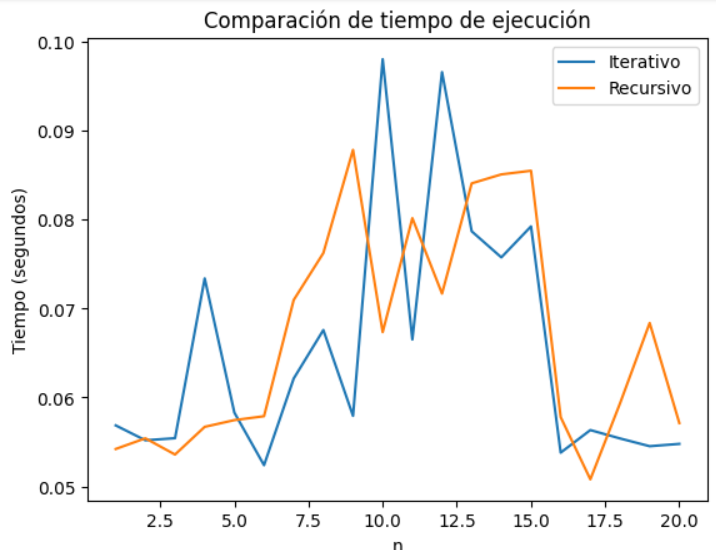 Comparación de tiempo de ejecución
Iterativo
Recursivo
Tiempo (segundos)
0.10
0.09
0.08
0.07
0.06
0.05
2.5 5.0 7.5 10.0 12.5 15.0 17.5 20.0
n